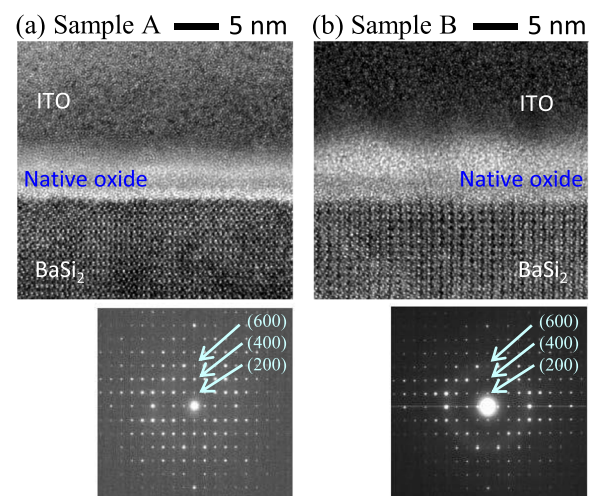 (a) Sample A 5 nm
ITO
Native oxide
BaSi₂
(600)
(400)
(200)
(b) Sample B 5 nm
ITO
Native oxide
BaSi₂
(600)
(400)
(200)